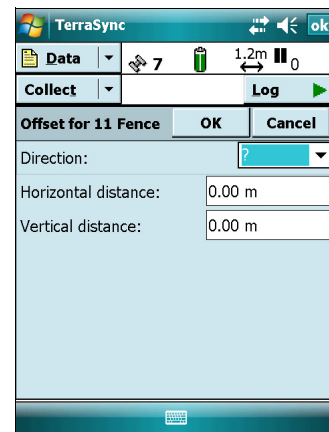 TerraSync ok
Data 7 1.2m 0
Collect Log
Offset for 11 Fence OK Cancel
Direction: ?
Horizontal distance: 0.00 m
Vertical distance: 0.00 m